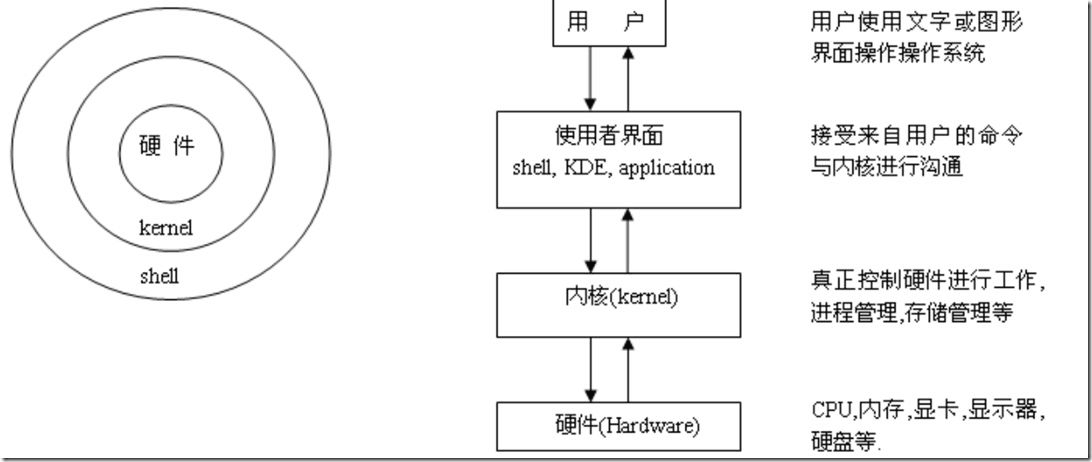 硬 件
kernel
shell
用 户
使用者界面
shell, KDE, application
内核(kernel)
硬件(Hardware)
用户使用文字或图形
界面操作操作系统
接受来自用户的命令
与内核进行沟通
真正控制硬件进行工作,
进程管理,存储管理等
CPU,内存,显卡,显示器,
硬盘等.